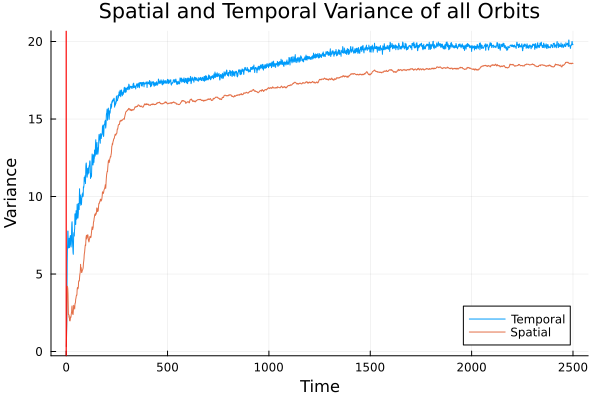 Spatial and Temporal Variance of all Orbits
20
15
10
5
0
Variance
Temporal
Spatial
0 500 1000 1500 2000 2500
Time